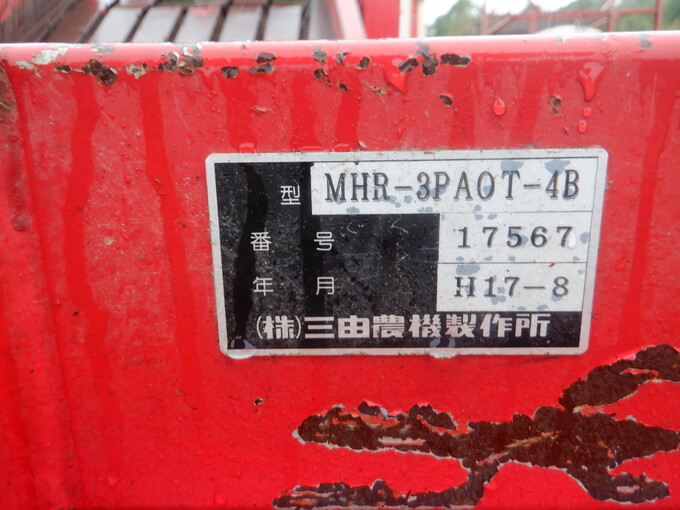 型 MHR-3PAOT-4B
番号 17567
年月 H17-8
(株)三由農機製作所